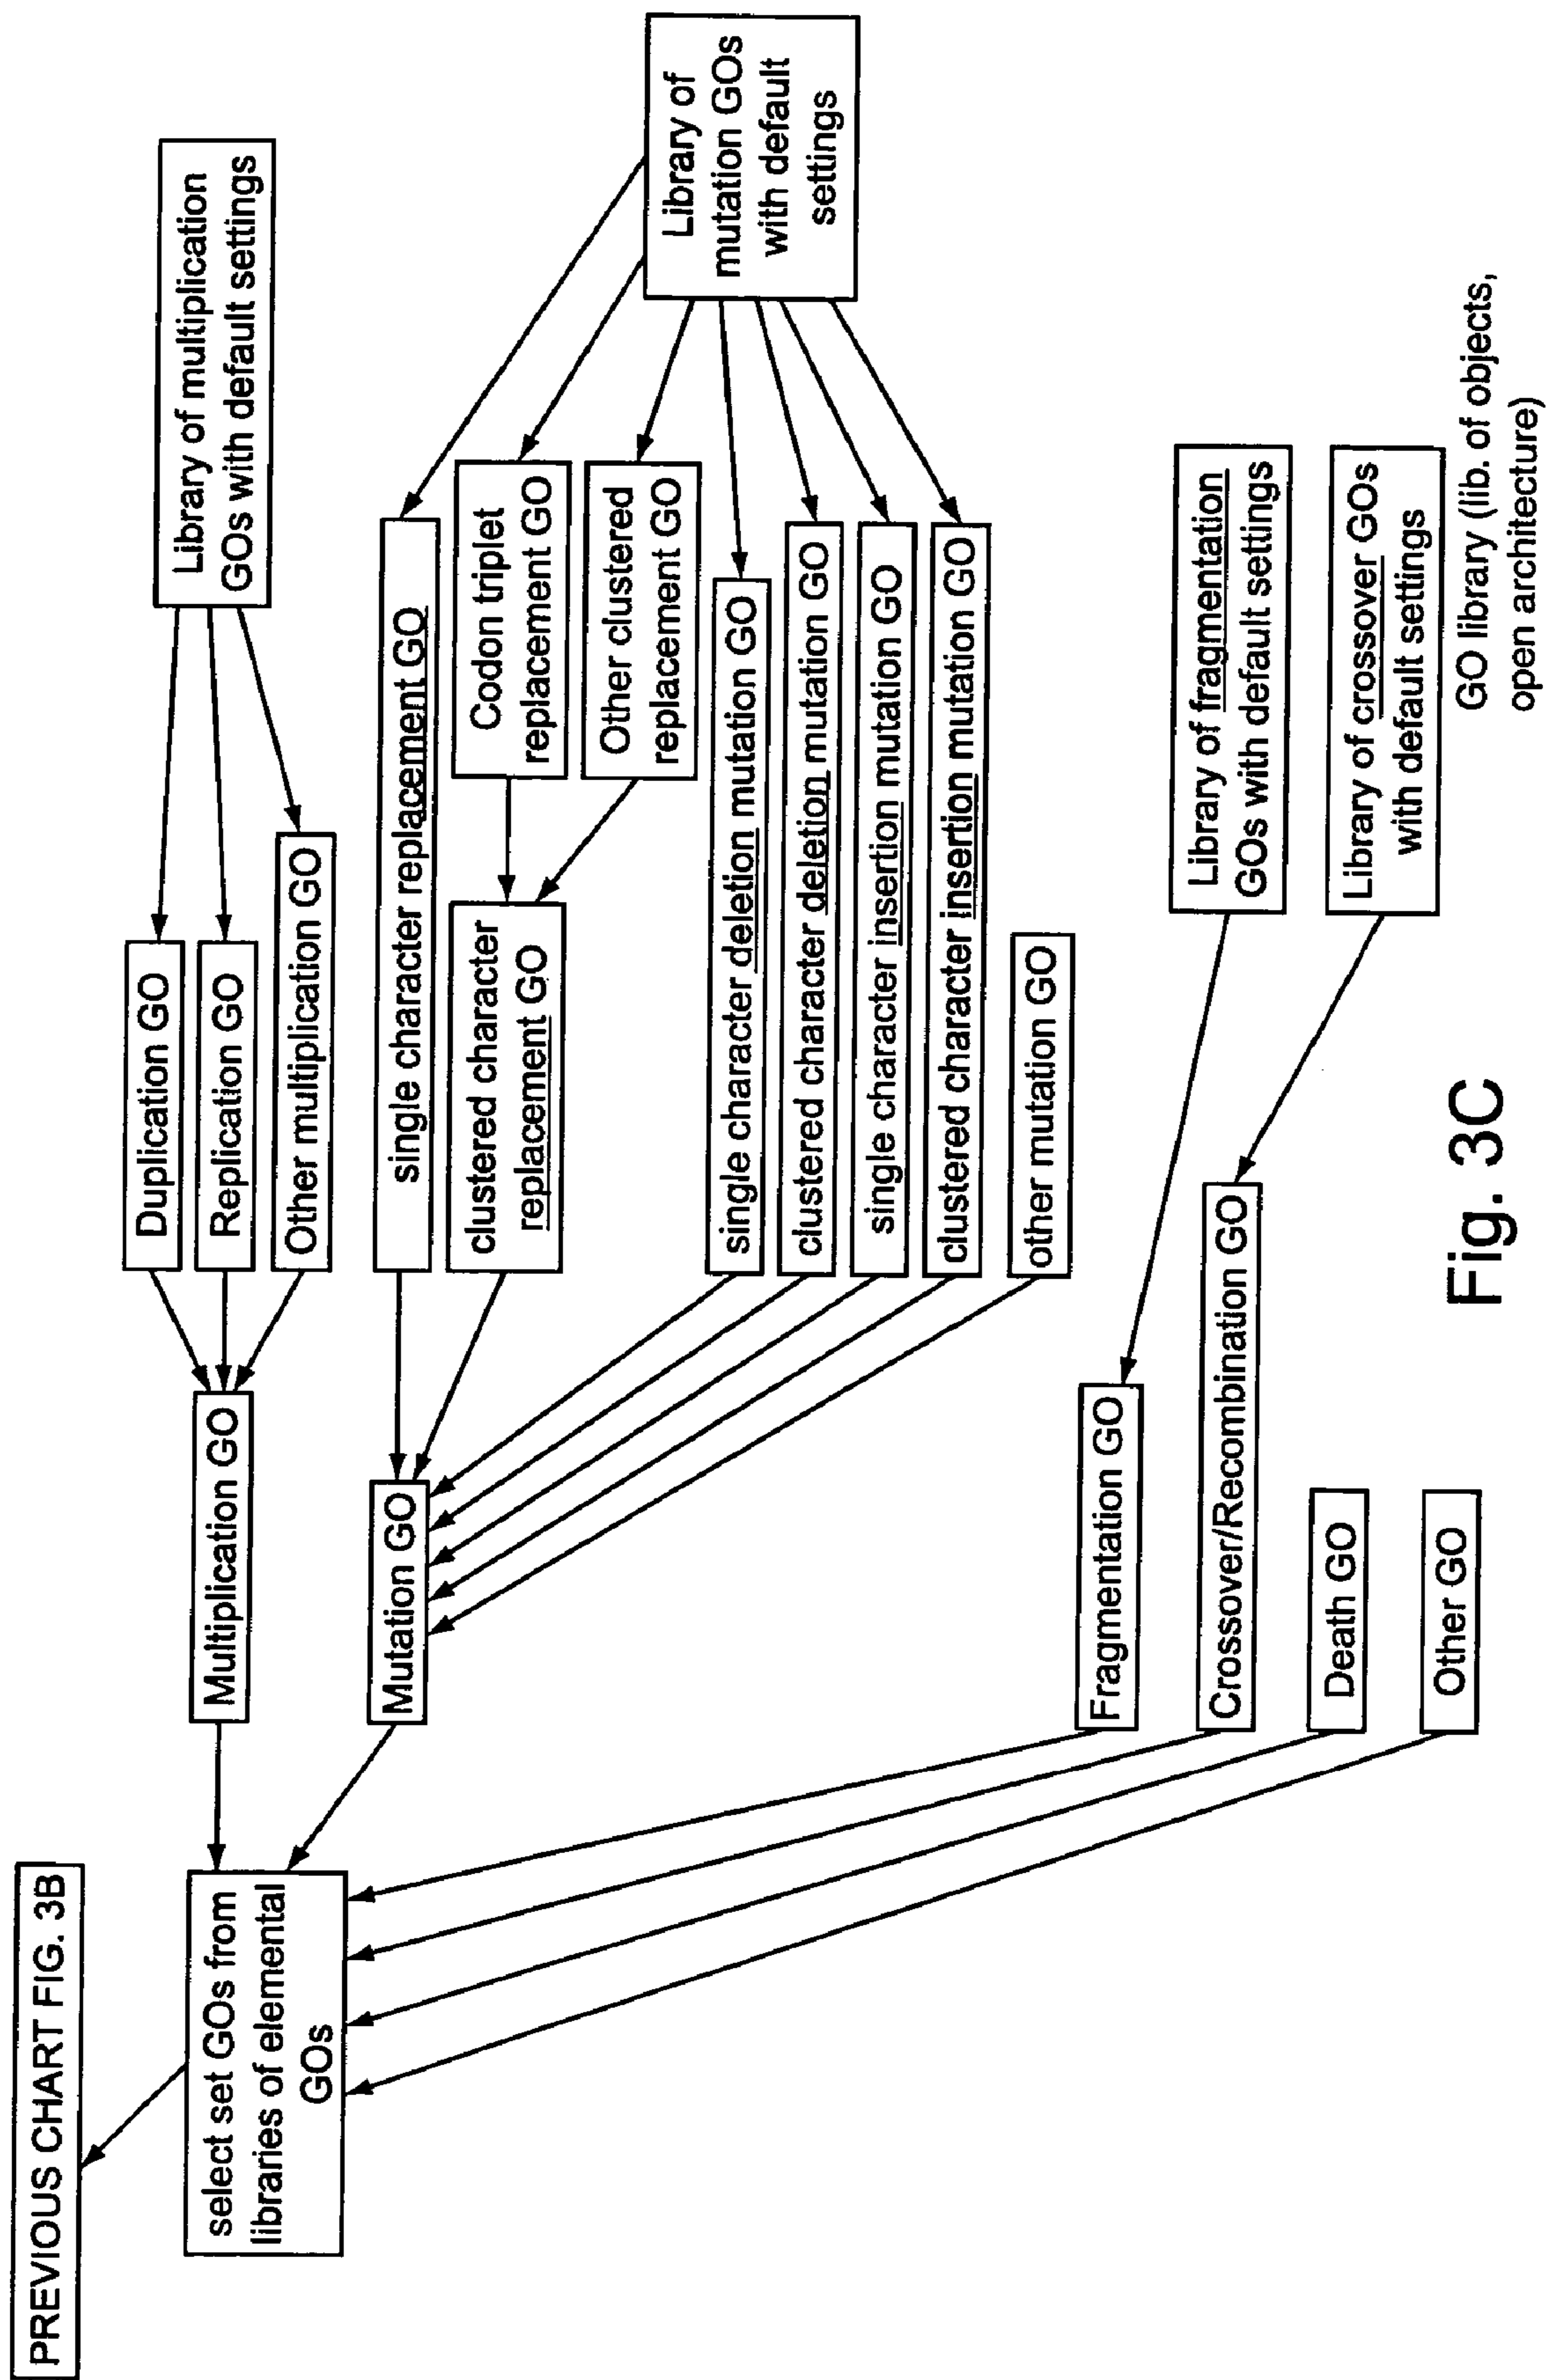 PREVIOUS CHART FIG. 3B
select set GOs from
libraries of elemental
GOs
Multiplication GO
Mutation GO
Fragmentation GO
Crossover/Recombination GO
Death GO
Other GO
Duplication GO
Replication GO
Other multiplication GO
single character replacement GO
clustered character
replacement GO
single character deletion mutation GO
clustered character deletion mutation GO
single character insertion mutation GO
clustered character insertion mutation GO
other mutation GO
Codon triplet
replacement GO
Other clustered
replacement GO
Library of multiplication
GOs with default settings
Library of
mutation GOs
with default
settings
Library of fragmentation
GOs with default settings
Library of crossover GOs
with default settings
GO library (lib. of objects,
open architecture)
Fig. 3C